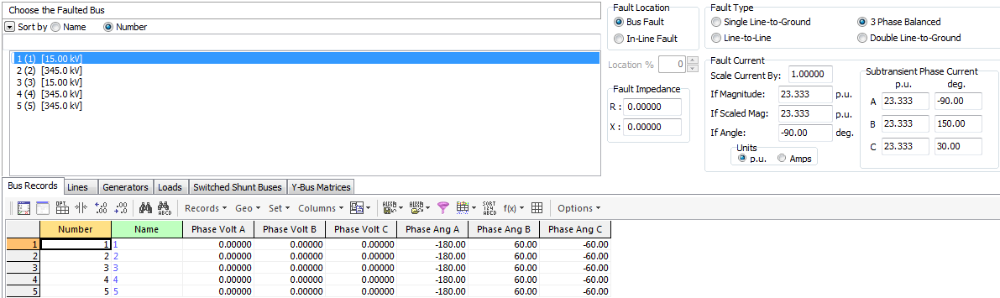 Choose the Faulted Bus
Sort by Name Number
1 (1) [15.00 kV]
2 (2) [345.0 kV]
3 (3) [15.00 kV]
4 (4) [345.0 kV]
5 (5) [345.0 kV]
Fault Location
Bus Fault
In-Line Fault
Location % 0
Fault Impedance
R : 0.00000
X : 0.00000
Fault Type
Single Line-to-Ground 3 Phase Balanced
Line-to-Line Double Line-to-Ground
Fault Current
Scale Current By: 1.00000
If Magnitude: 23.333 p.u.
If Scaled Mag: 23.333 p.u.
If Angle: -90.00 deg.
Units
p.u. Amps
Subtransient Phase Current
p.u. deg.
A 23.333 -90.00
B 23.333 150.00
C 23.333 30.00
Bus Records Lines Generators Loads Switched Shunt Buses Y-Bus Matrices
Records Geo Set Columns f(x) Options
Number Name Phase Volt A Phase Volt B Phase Volt C Phase Ang A Phase Ang B Phase Ang C
1 1 1 0.00000 0.00000 0.00000 -180.00 60.00 -60.00
2 2 2 0.00000 0.00000 0.00000 -180.00 60.00 -60.00
3 3 3 0.00000 0.00000 0.00000 -180.00 60.00 -60.00
4 4 4 0.00000 0.00000 0.00000 -180.00 60.00 -60.00
5 5 5 0.00000 0.00000 0.00000 -180.00 60.00 -60.00